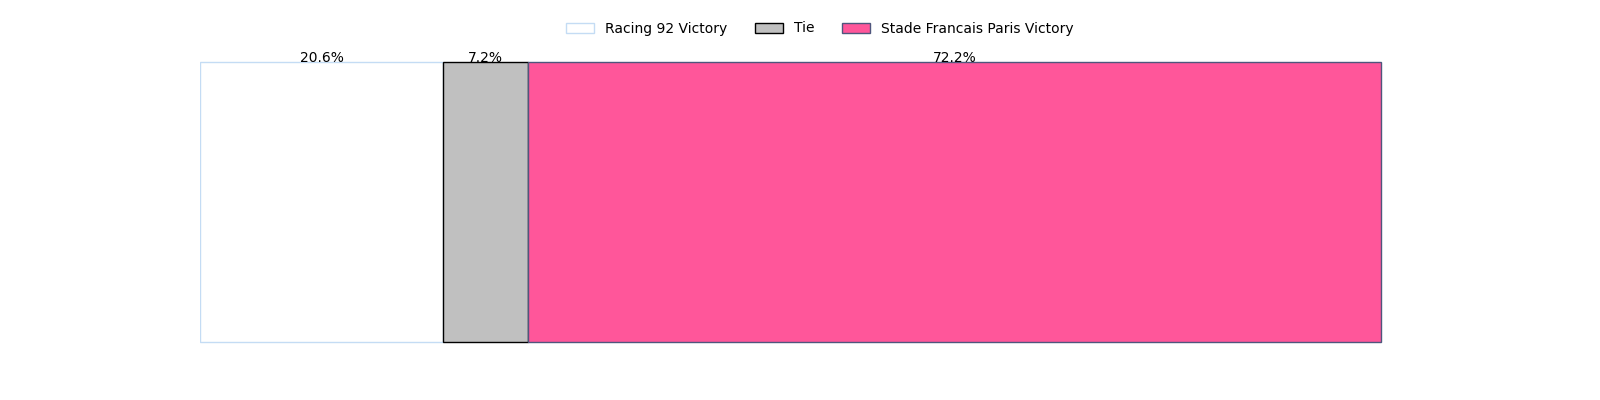 Racing 92 Victory Tie Stade Francais Paris Victory
20.6% 7.2% 72.2%